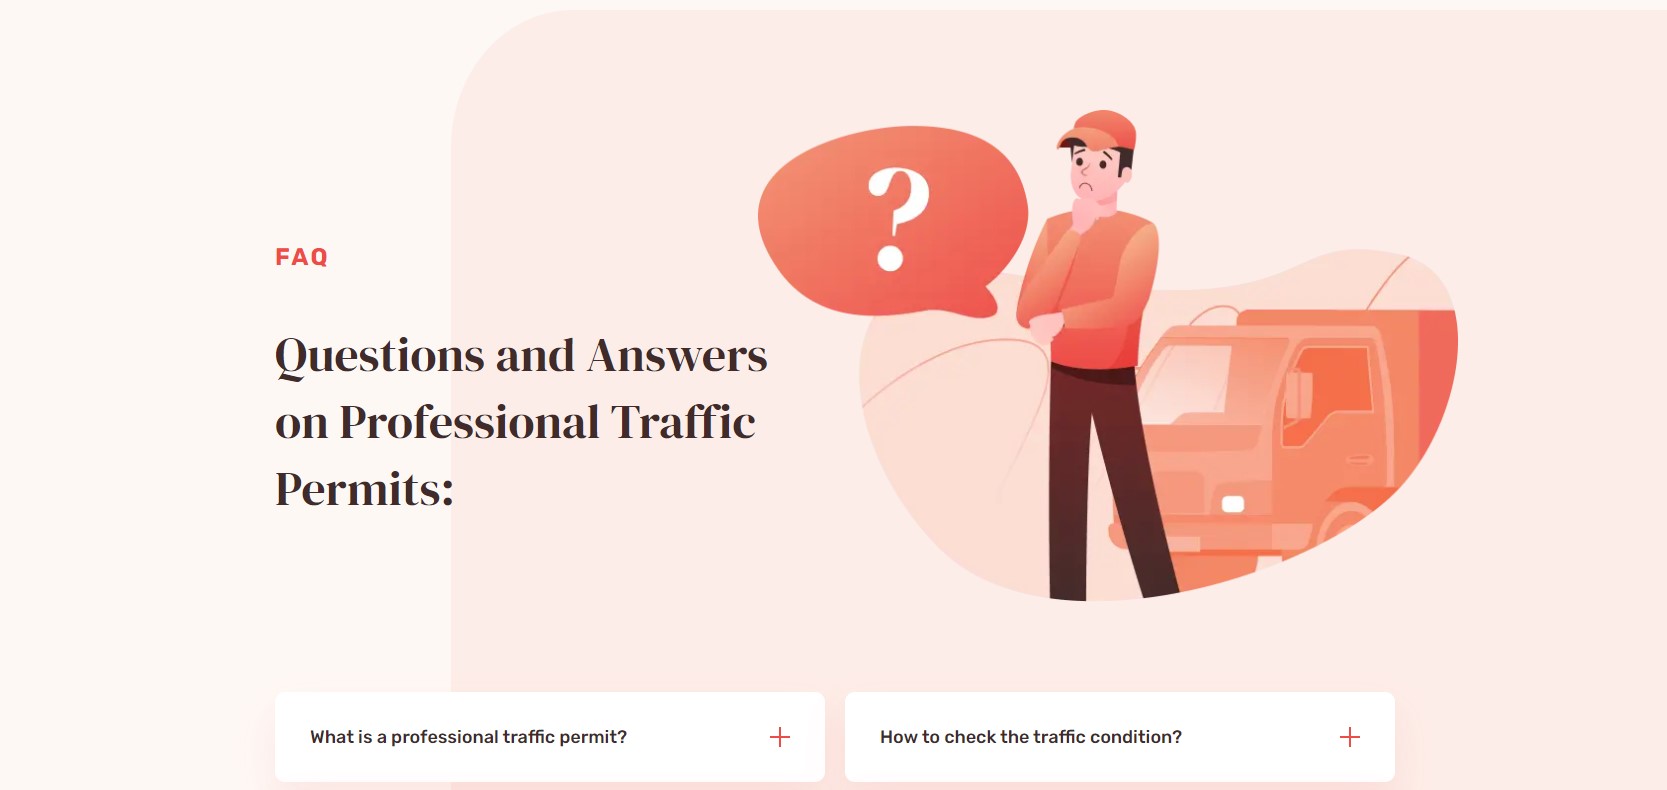 FAQ
Questions and Answers
on Professional Traffic
Permits:
?
What is a professional traffic permit?
How to check the traffic condition?